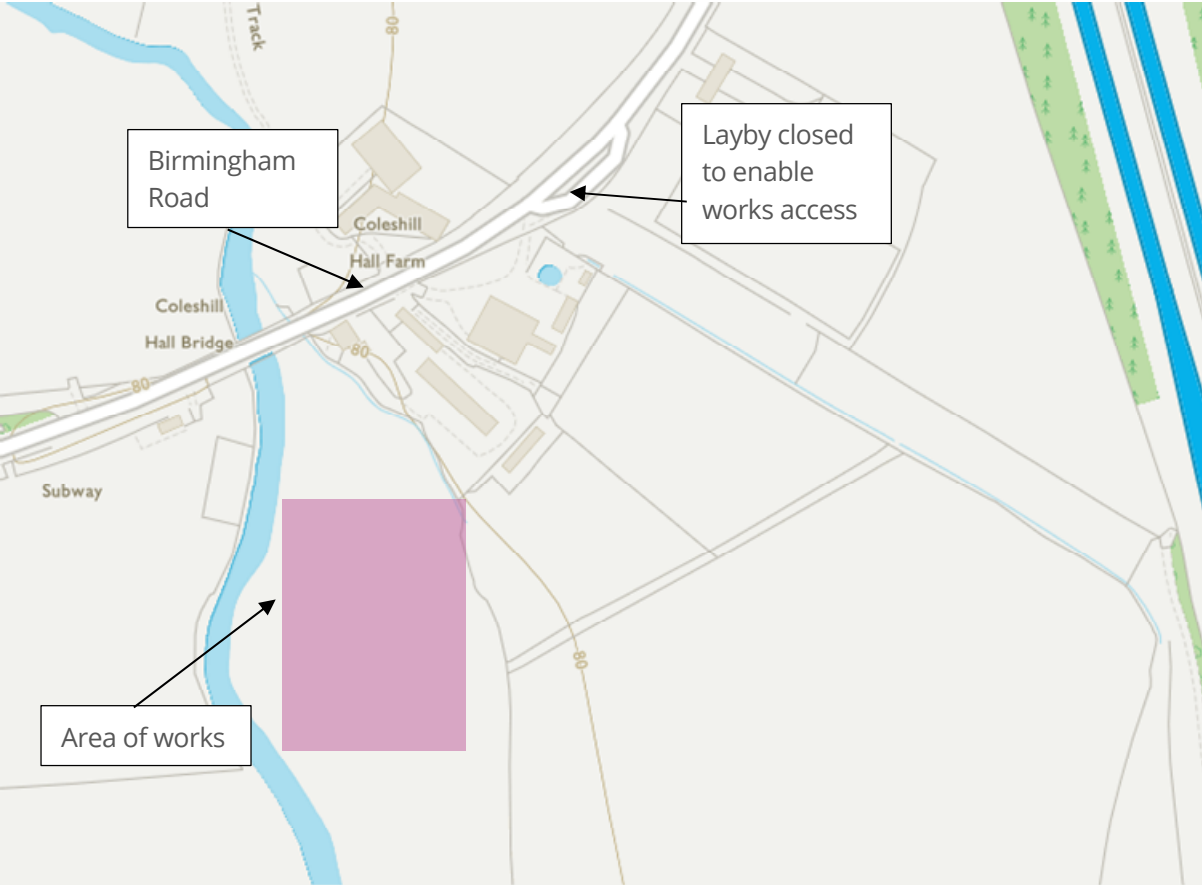 Track
80
Birmingham
Road
Layby closed
to enable
works access
Coleshill
Hall Farm
Coleshill
Hall Bridge
80
80
Subway
80
Area of works